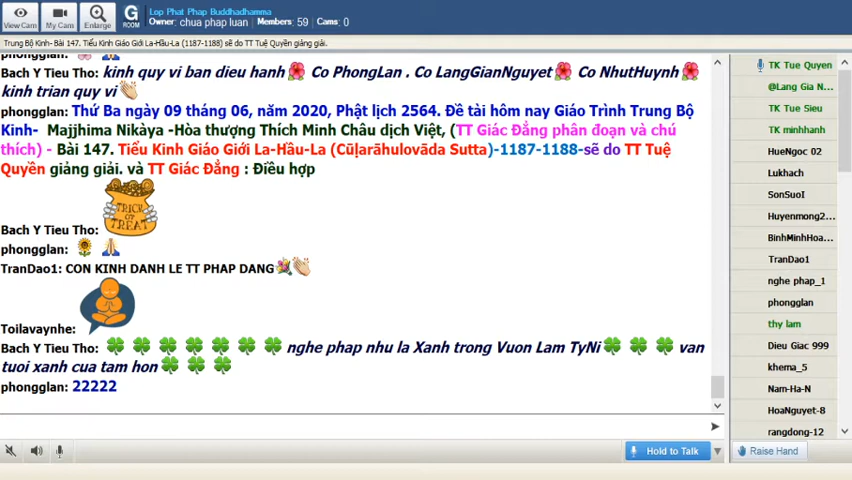 Lop Phat Phap Buddhadhamma
Owner: chua phap luan Members: 59 Cams: 0
View Cam
My Cam
Enlarge
G
ROOM
Trung Bộ Kinh- Bài 147. Tiểu Kinh Giáo Giới La-Hầu-La (1187-1188) sẽ do TT Tuệ Quyền giảng giải.
Bach Y Tieu Tho: kinh quy vi ban dieu hanh Co PhongLan . Co LangGianNguyet Co NhutHuynh
kinh trian quy vi
phongglan: Thứ Ba ngày 09 tháng 06, năm 2020, Phật lịch 2564. Đề tài hôm nay Giáo Trình Trung Bộ
Kinh- Majjhima Nikàya -Hòa thượng Thích Minh Châu dịch Việt, (TT Giác Đẳng phân đoạn và chú
thích) - Bài 147. Tiểu Kinh Giáo Giới La-Hầu-La (Cūḷarāhulovāda Sutta)-1187-1188-sẽ do TT Tuệ
Quyền giảng giải. và TT Giác Đẳng : Điều hợp
TRICK
OR
TREAT
Bach Y Tieu Tho:
phongglan:
TranDao1: CON KINH DANH LE TT PHAP DANG
Toilavaynhe:
Bach Y Tieu Tho: nghe phap nhu la Xanh trong Vuon Lam TyNi van
tuoi xanh cua tam hon
phongglan: 22222
Hold to Talk
Raise Hand
TK Tue Quyen
@Lang Gia N...
TK Tue Sieu
TK minhhanh
HueNgoc 02
Lukhach
SonSuoI
Huyenmong2...
BinhMinhHoa...
TranDao1
nghe phap_1
phongglan
thy lam
Dieu Giac 999
khema_5
Nam-Ha-N
HoaNguyet-8
rangdong-12